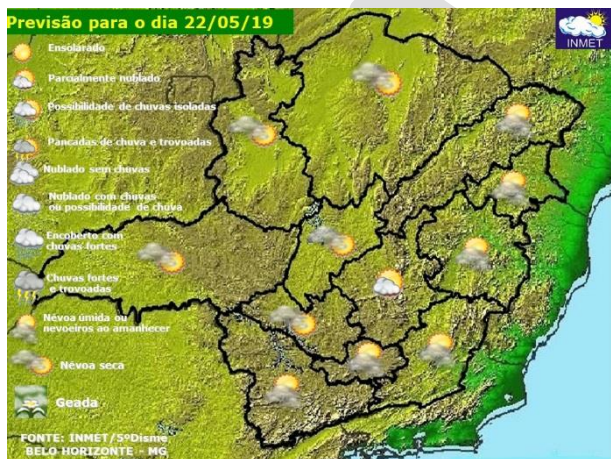 Previsão para o dia 22/05/19
INMET
Ensolarado
Parcialmente nublado
Possibilidade de chuvas isoladas
Pancadas de chuva e trovoadas
Nublado sem chuvas
Nublado com chuvas
ou possibilidade de chuva
Encoberto com
chuvas fortes
Chuvas fortes
e trovoadas
Névoa úmida ou
nevoeiros ao amanhecer
Névoa seca
Geada
FONTE: INMET/5ºDisme
BELO HORIZONTE - MG